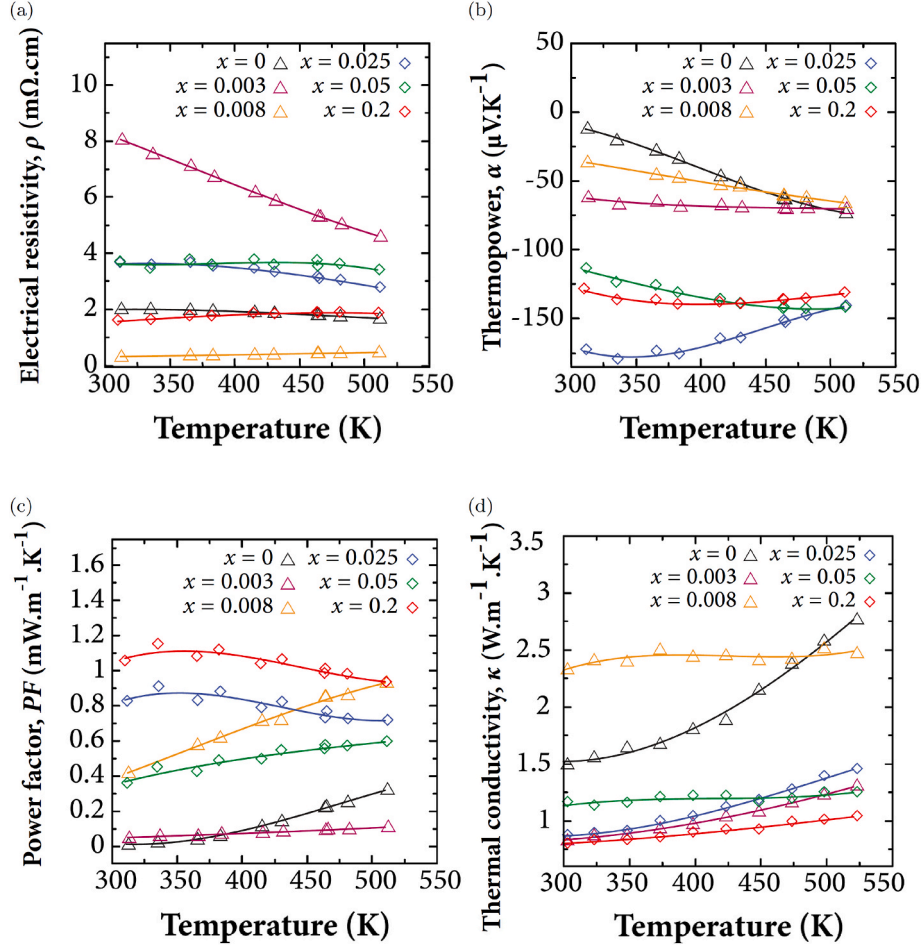 (a)
Electrical resistivity, ρ (mΩ.cm)
10
8
6
4
2
0
x = 0 x = 0.025
x = 0.003 x = 0.05
x = 0.008 x = 0.2
300 350 400 450 500 550
Temperature (K)
(b)
Thermopower, α (µV.K⁻¹)
50
0
-50
-100
-150
x = 0 x = 0.025
x = 0.003 x = 0.05
x = 0.008 x = 0.2
300 350 400 450 500 550
Temperature (K)
(c)
Power factor, PF (mW.m⁻¹.K⁻¹)
1.6
1.4
1.2
1
0.8
0.6
0.4
0.2
0
x = 0 x = 0.025
x = 0.003 x = 0.05
x = 0.008 x = 0.2
300 350 400 450 500 550
Temperature (K)
(d)
Thermal conductivity, κ (W.m⁻¹.K⁻¹)
3.5
3
2.5
2
1.5
1
x = 0 x = 0.025
x = 0.003 x = 0.05
x = 0.008 x = 0.2
300 350 400 450 500 550
Temperature (K)